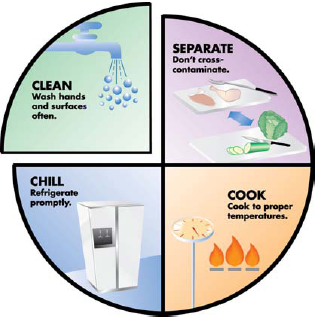 CLEAN
Wash hands
and surfaces
often.
SEPARATE
Don't cross-
contaminate.
CHILL
Refrigerate
promptly.
COOK
Cook to proper
temperatures.